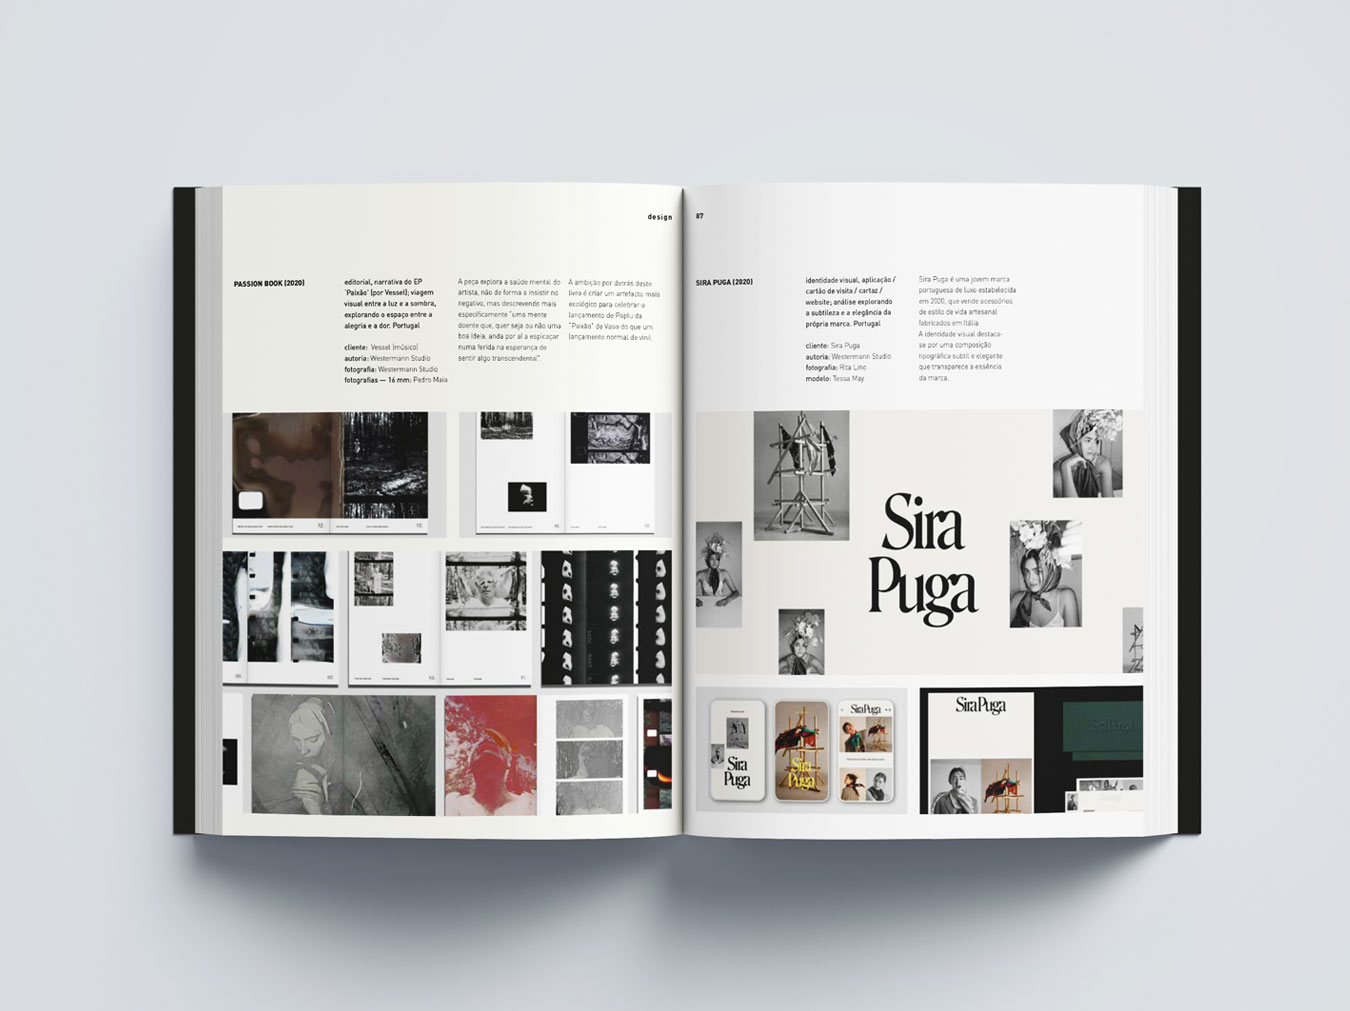 design
PASSION BOOK (2020)
editorial, narrativa do EP
'Paixão' (por Vessel); viagem
visual entre a luz e a sombra,
explorando o espaço entre a
alegria e a dor. Portugal
cliente: Vessel (músico)
autoria: Westermann Studio
fotografia: Westermann Studio
fotografias — 16 mm: Pedro Maia
A peça explora a saúde mental do
artista, não de forma a insistir no
negativo, mas descrevendo mais
especificamente "uma mente
doente que, quer seja ou não uma
boa ideia, anda por aí a espicaçar
numa ferida na esperança de
sentir algo transcendental".
A ambição por detrás deste
livro é criar um artefacto mais
ecológico para celebrar o
lançamento de
"Paixão" de Vaso do que um
lançamento normal de vinil.
87
SIRA PUGA (2020)
identidade visual, aplicação /
cartão de visita / cartaz /
website; análise explorando
a subtileza e a elegância da
própria marca. Portugal
cliente: Sira Puga
autoria: Westermann Studio
fotografia: Rita Lino
modelo: Tessa May
Sira Puga é uma jovem marca
portuguesa de luxo estabelecida
em 2020, que vende acessórios
de estilo de vida artesanal
fabricados em Itália.
A identidade visual destaca-
se por uma composição
tipográfica subtil e elegante
que transparece a essência
da marca.
Sira
Puga
Sira
Puga
Sira
Puga
Sira Puga
Sira Puga
Sira Puga